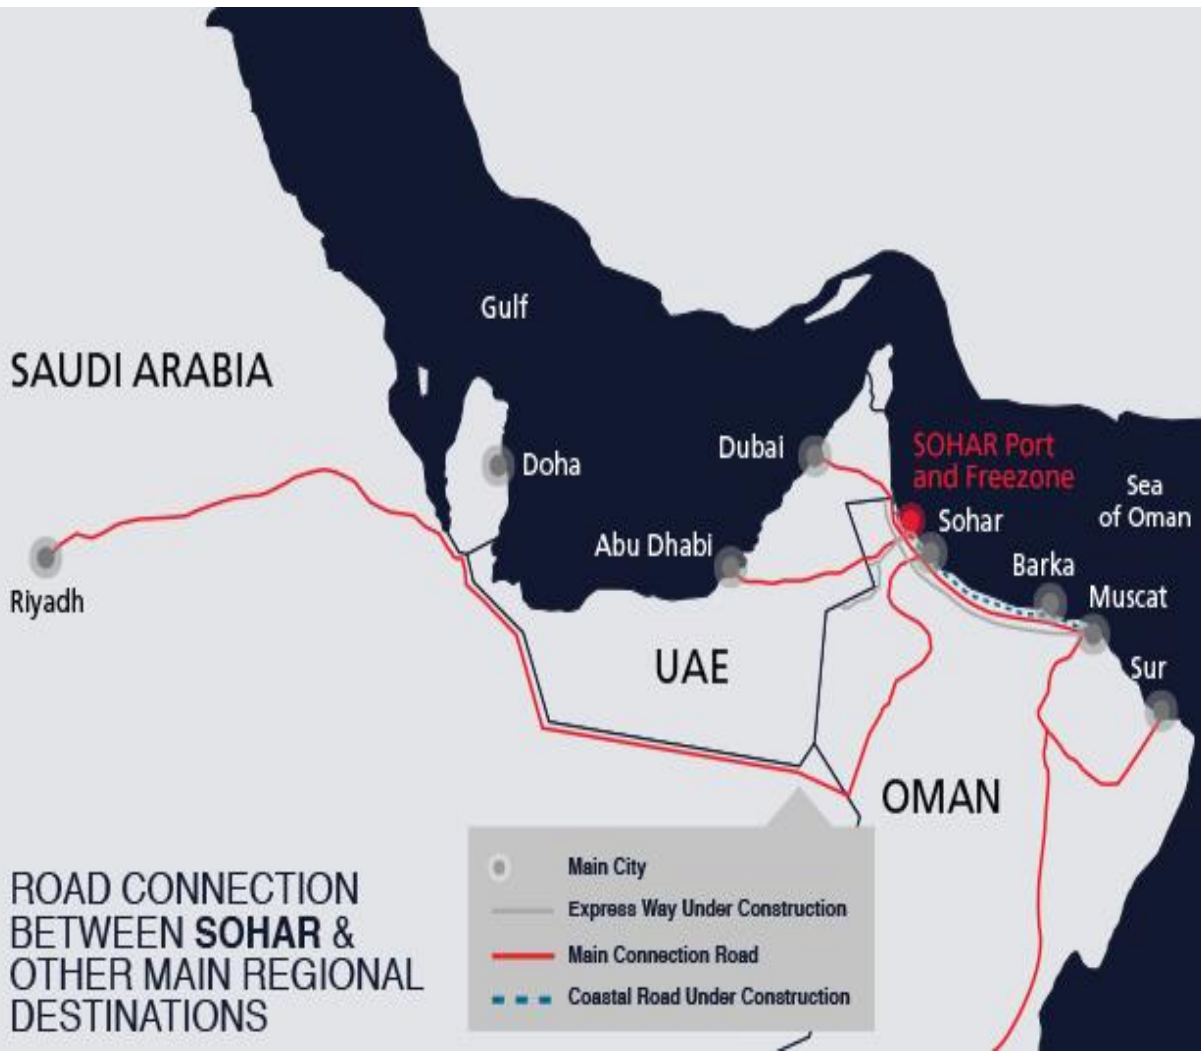 Gulf
SAUDI ARABIA
Doha
Dubai
SOHAR Port
and Freezone
Sea
of Oman
Sohar
Abu Dhabi
Barka
Muscat
Riyadh
UAE
Sur
OMAN
Main City
Express Way Under Construction
Main Connection Road
Coastal Road Under Construction
ROAD CONNECTION
BETWEEN SOHAR &
OTHER MAIN REGIONAL
DESTINATIONS